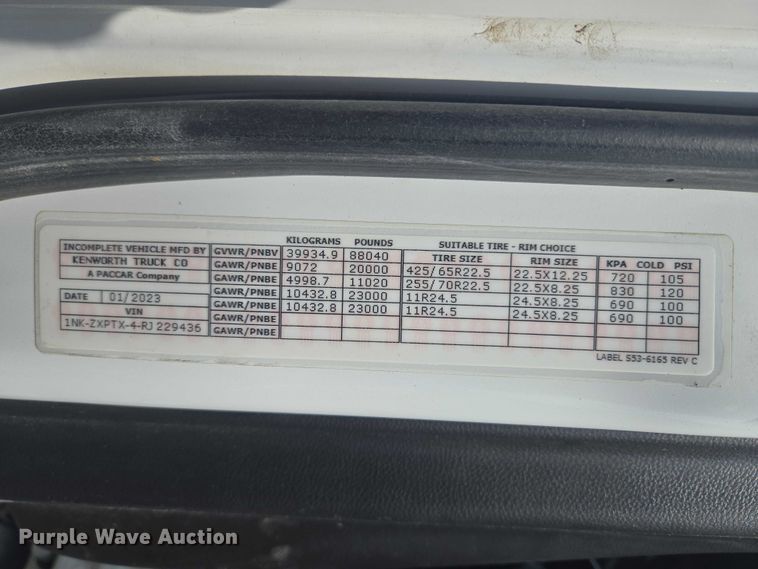 KILOGRAMS POUNDS SUITABLE TIRE - RIM CHOICE
INCOMPLETE VEHICLE MFD BY GVWR/PNBV 39934.9 88040 TIRE SIZE RIM SIZE KPA COLD PSI
KENWORTH TRUCK CO GAWR/PNBE 9072 20000 425/65R22.5 22.5X12.25 720 105
A PACCAR Company GAWR/PNBE 4998.7 11020 255/70R22.5 22.5X8.25 830 120
DATE 01/2023 GAWR/PNBE 10432.8 23000 11R24.5 24.5X8.25 690 100
VIN GAWR/PNBE 10432.8 23000 11R24.5 24.5X8.25 690 100
1NK-ZXPTX-4-RJ 229436 GAWR/PNBE
GAWR/PNBE
LABEL S53-6165 REV C
Purple Wave Auction